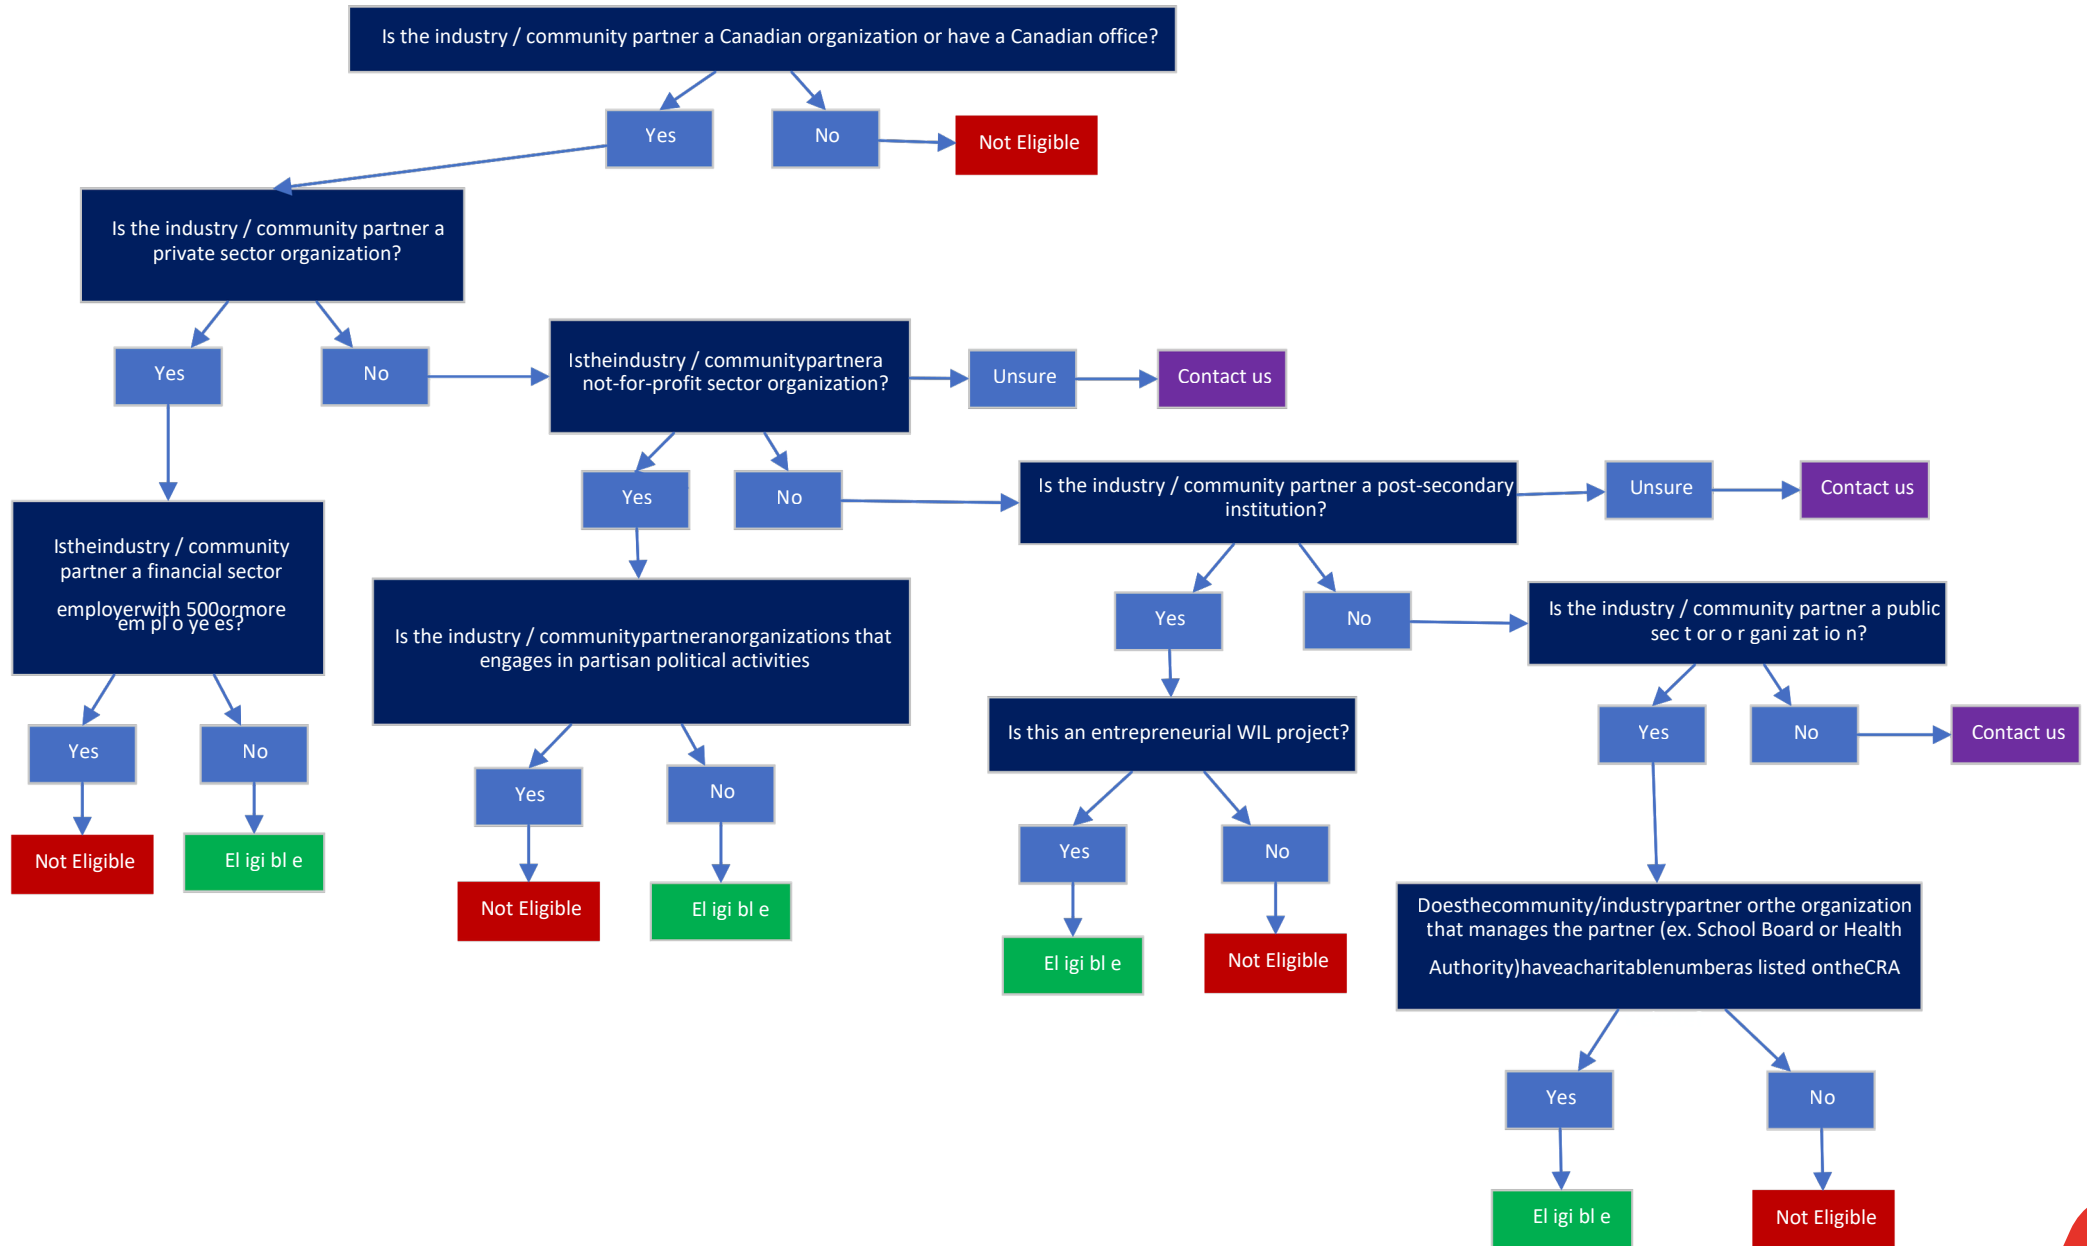 Is the industry / community partner a Canadian organization or have a Canadian office?
Yes
No
Not Eligible
Is the industry / community partner a
private sector organization?
Yes
No
Istheindustry / communitypartnera
not-for-profit sector organization?
Unsure
Contact us
Yes
No
Is the industry / community partner a post-secondary
institution?
Unsure
Contact us
Istheindustry / community
partner a financial sector
employerwith 500ormore
em pl o ye es?
Is the industry / communitypartneranorganizations that
engages in partisan political activities
Yes
No
Is the industry / community partner a public
sec t or o r gani zat io n?
Yes
No
Not Eligible
El igi bl e
Yes
No
Not Eligible
El igi bl e
Is this an entrepreneurial WIL project?
Yes
No
El igi bl e
Not Eligible
Yes
No
Contact us
Doesthecommunity/industrypartner orthe organization
that manages the partner (ex. School Board or Health
Authority)haveacharitablenumberas listed ontheCRA
Yes
No
El igi bl e
Not Eligible